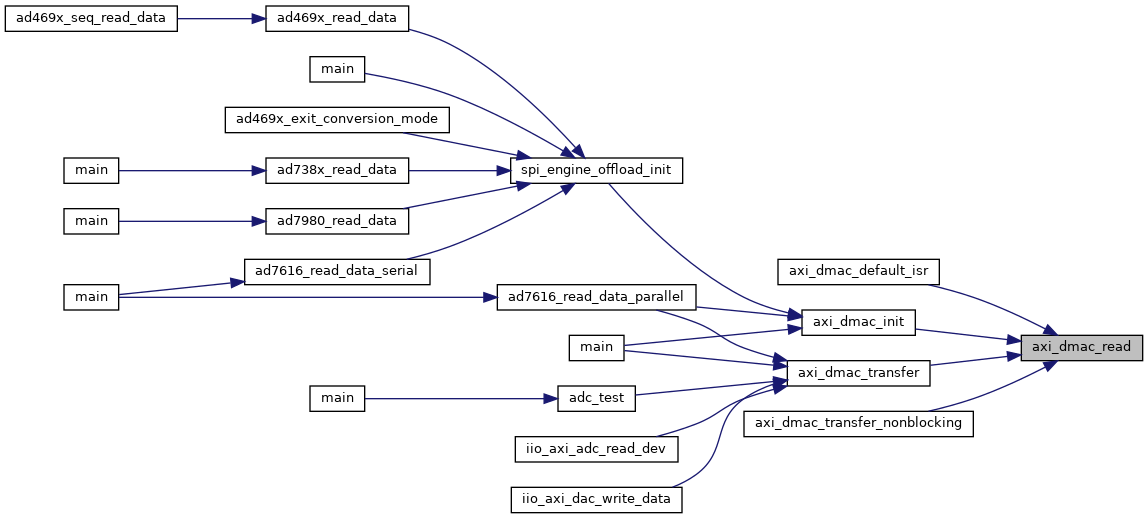 ad469x_seq_read_data
ad469x_read_data
main
ad469x_exit_conversion_mode
main
ad738x_read_data
spi_engine_offload_init
main
ad7980_read_data
ad7616_read_data_serial
axi_dmac_default_isr
main
ad7616_read_data_parallel
axi_dmac_init
main
axi_dmac_read
axi_dmac_transfer
main
adc_test
axi_dmac_transfer_nonblocking
iio_axi_adc_read_dev
iio_axi_dac_write_data